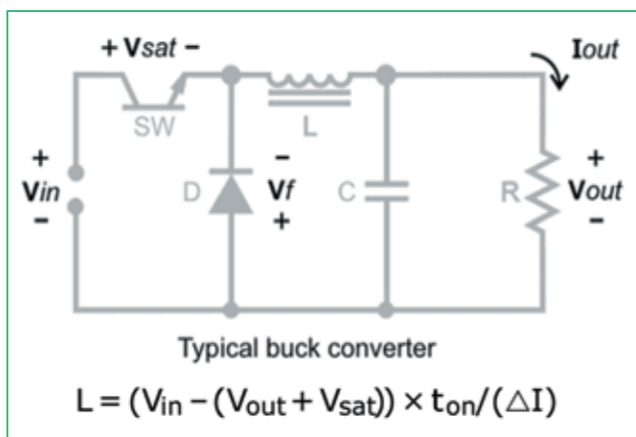 + Vsat −
Iout
SW
L
+
Vin
−
D
−
Vf
+
C
R
+
Vout
−
Typical buck converter
L = (Vin − (Vout + Vsat)) × ton/(△I)